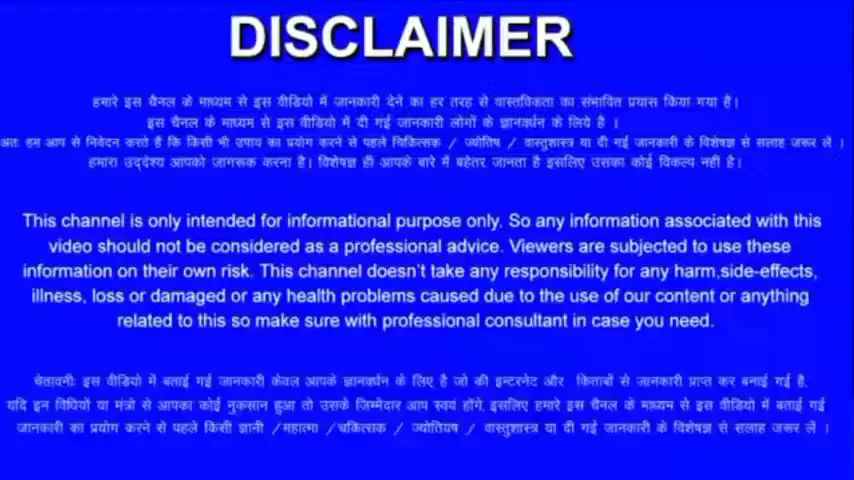 DISCLAIMER
हमारे इस चैनल के माध्यम से इस वीडियो में जानकारी देने का हर तरह से वास्तविकता का संभावित प्रयास किया गया है।
इस चैनल के माध्यम से इस वीडियो में दी गई जानकारी लोगों के ज्ञानवर्धन के लिये है ।
अतः हम आप से निवेदन करते हैं कि किसी भी उपाय का प्रयोग करने से पहले चिकित्सक / ज्योतिष / वास्तुशास्त्र या दी गई जानकारी के विशेषज्ञ से सलाह जरूर लें ।
हमारा उद्देश्य आपको जागरूक करना है। विशेषज्ञ ही आपके बारे में बेहतर जानता है इसलिए उसका कोई विकल्प नहीं है।
This channel is only intended for informational purpose only. So any information associated with this
video should not be considered as a professional advice. Viewers are subjected to use these
information on their own risk. This channel doesn't take any responsibility for any harm,side-effects,
illness, loss or damaged or any health problems caused due to the use of our content or anything
related to this so make sure with professional consultant in case you need.
चेतावनीः इस वीडियो में बताई गई जानकारी केवल आपके ज्ञानवर्धन के लिए है जो की इन्टरनेट और किताबों से जानकारी प्राप्त कर बनाई गई है,
यदि इन विधियों या मंत्रो से आपका कोई नुकसान हुआ तो उसके जिम्मेदार आप स्वयं होंगे, इसलिए हमारे इस चैनल के माध्यम से इस वीडियो में बताई गई
जानकारी का प्रयोग करने से पहले किसी ज्ञानी /महात्मा /चकित्सक / ज्योतियष / वास्तुशास्त्र या दी गई जानकारी के विशेषज्ञ से सलाह जरूर लें ।